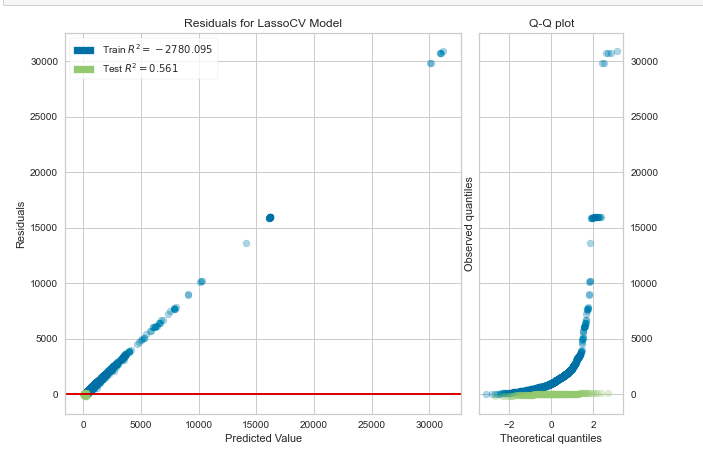 Residuals for LassoCV Model
Train R² = −2780.095
Test R² = 0.561
Residuals
30000
25000
20000
15000
10000
5000
0
0 5000 10000 15000 20000 25000 30000
Predicted Value
Q-Q plot
Observed quantiles
30000
25000
20000
15000
10000
5000
0
−2 0 2
Theoretical quantiles